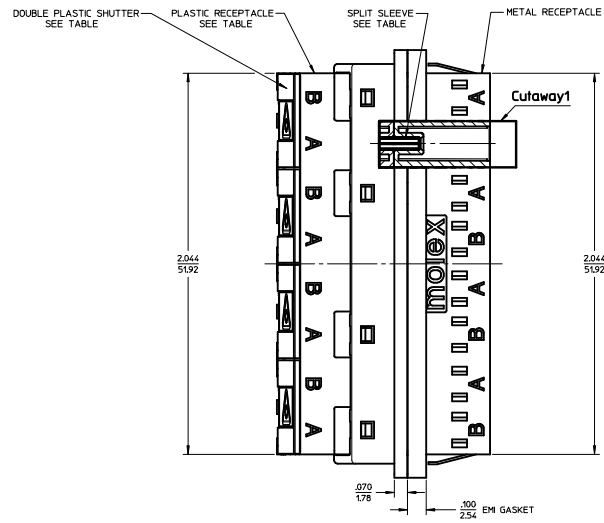 DOUBLE PLASTIC SHUTTER
SEE TABLE
PLASTIC RECEPTACLE
SEE TABLE
SPLIT SLEEVE
SEE TABLE
METAL RECEPTACLE
Cutaway1
B
A
B
A
B
A
B
A
A
A
B
A
B
A
B
molex
2.044
51.92
2.044
51.92
.070
1.78
.100
2.54
EMI GASKET